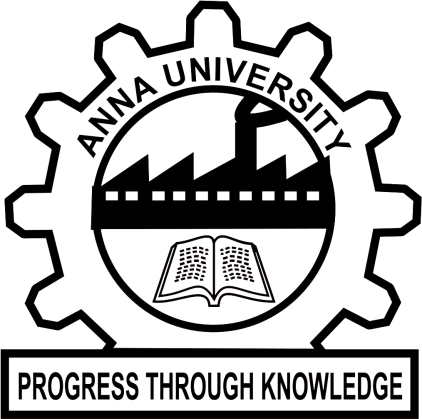 ANNA UNIVERSITY
PROGRESS THROUGH KNOWLEDGE